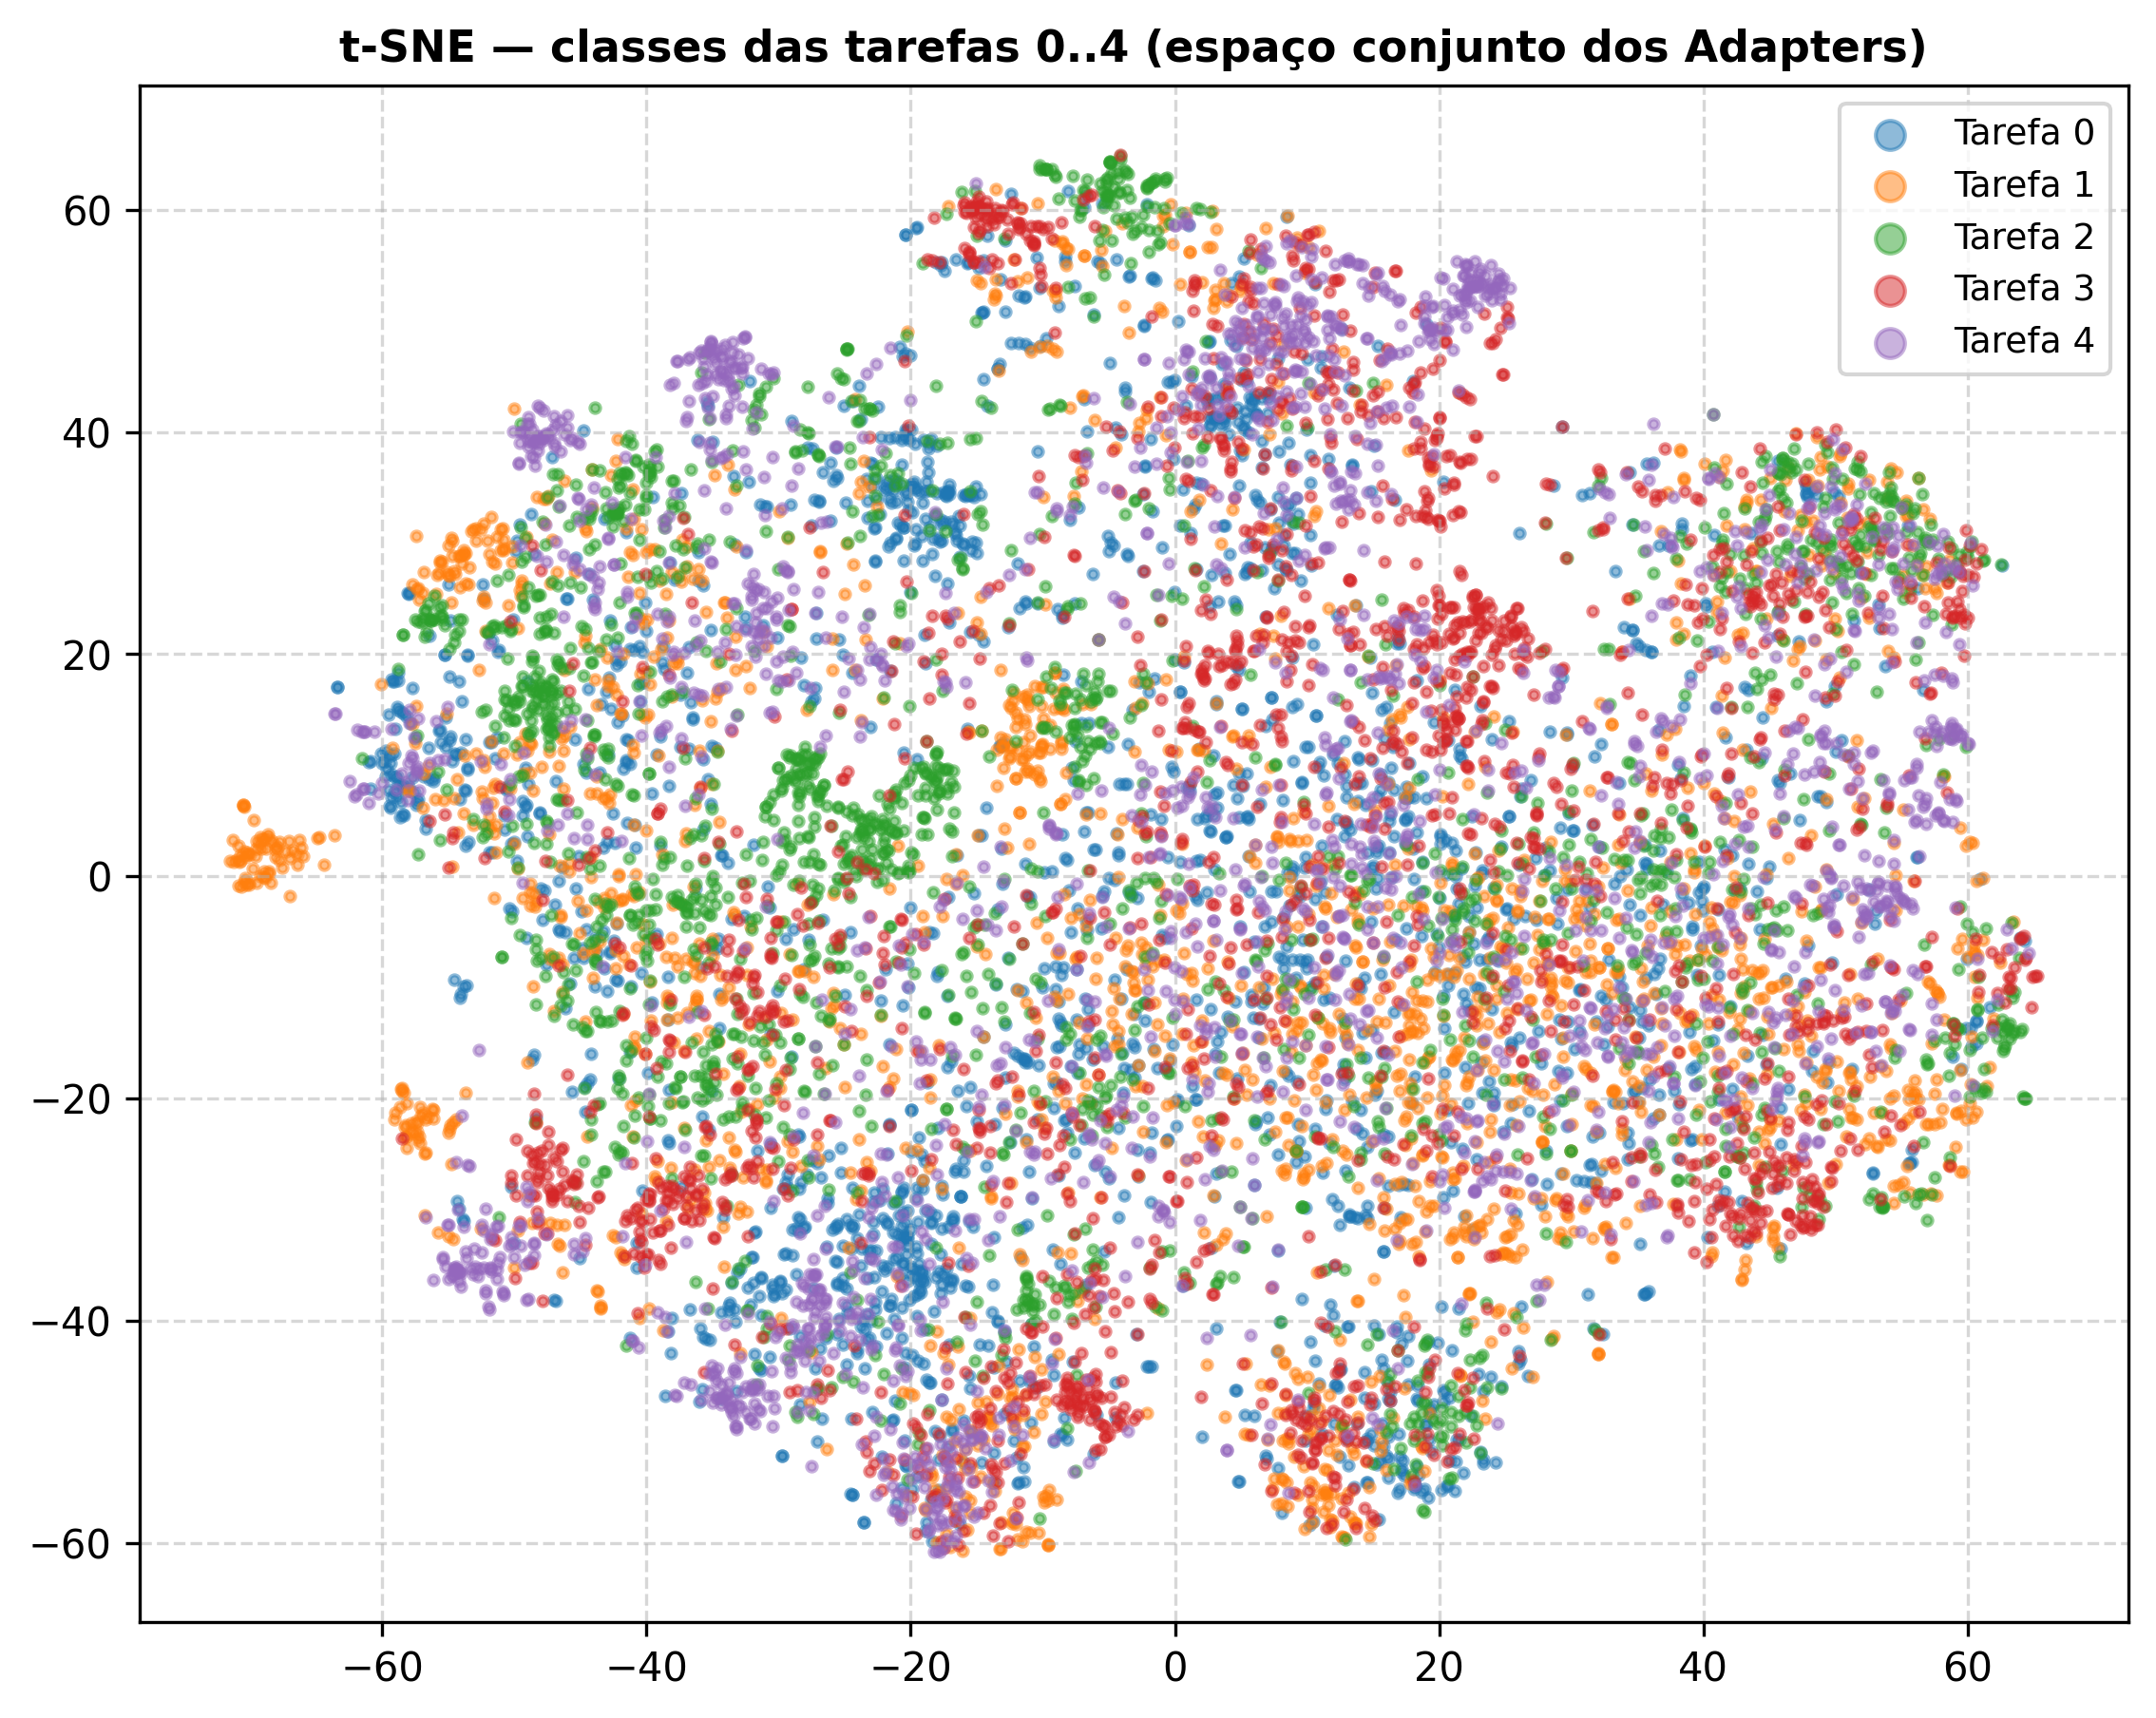 t-SNE — classes das tarefas 0..4 (espaço conjunto dos Adapters)
Tarefa 0
Tarefa 1
Tarefa 2
Tarefa 3
Tarefa 4
60
40
20
0
−20
−40
−60
−60 −40 −20 0 20 40 60